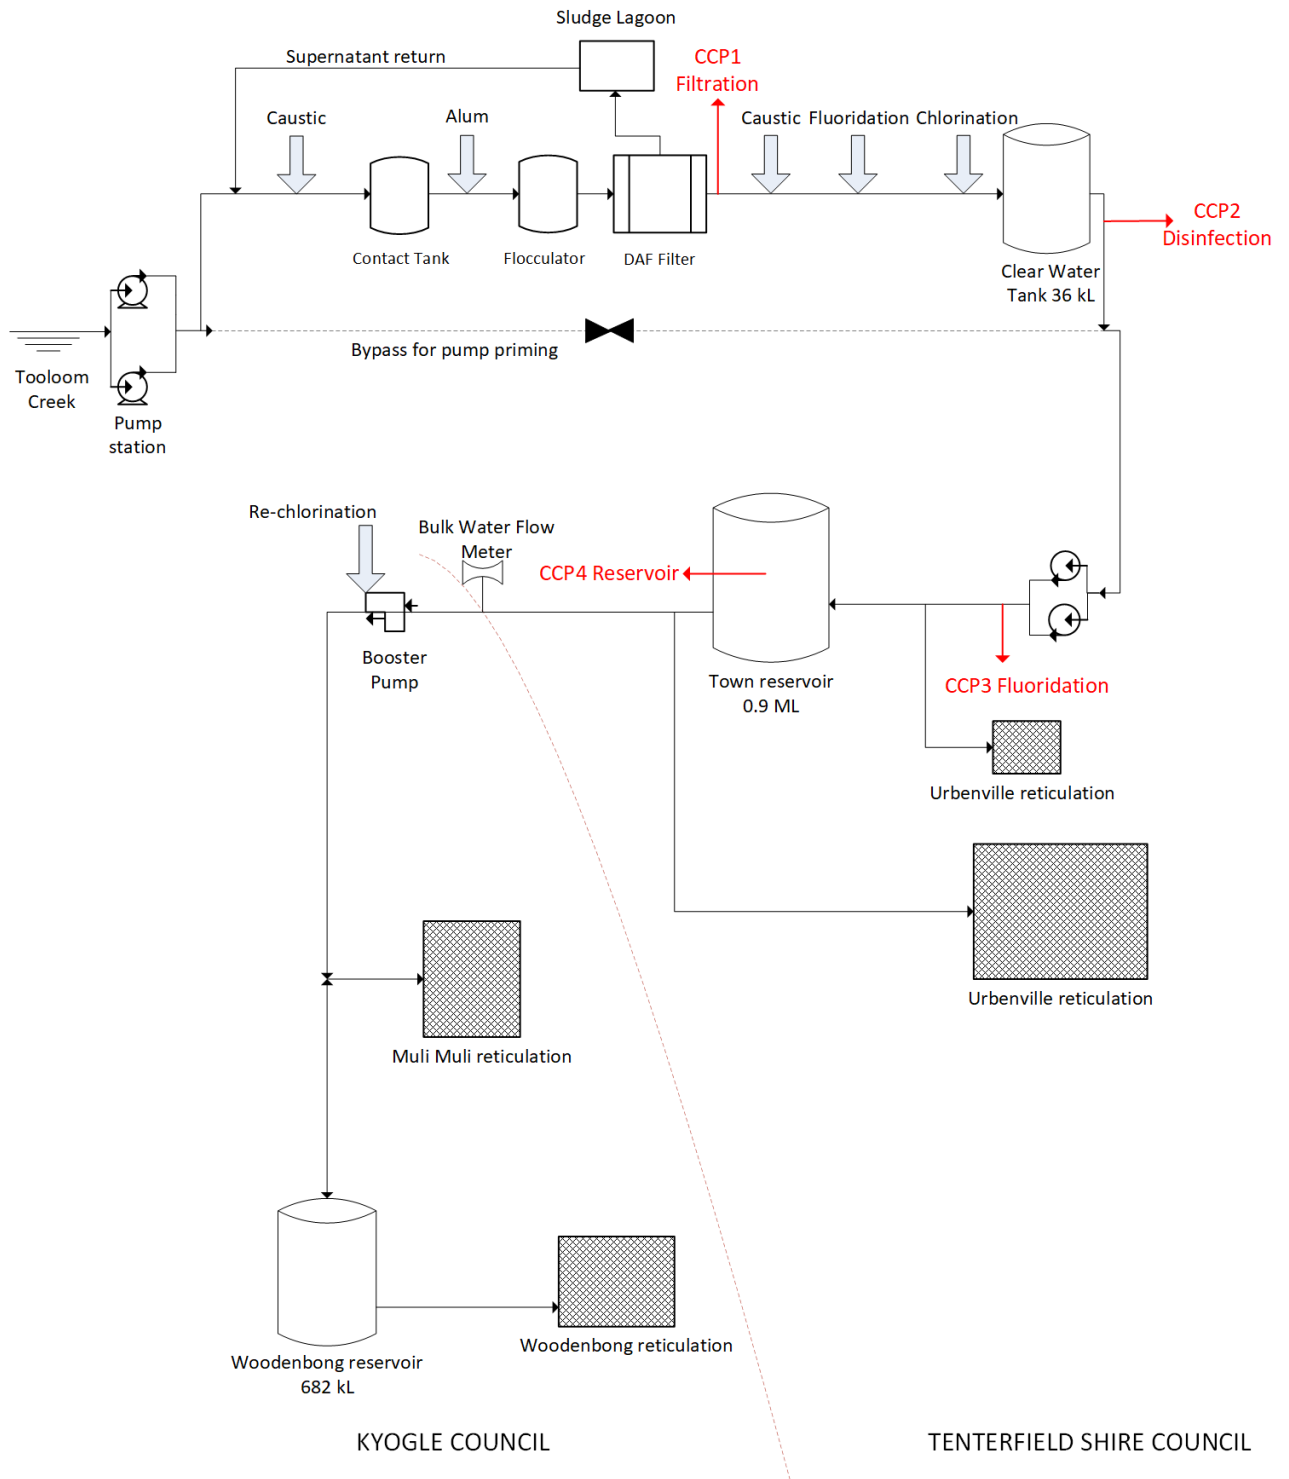 Sludge Lagoon
Supernatant return
CCP1
Filtration
Caustic
Alum
Caustic
Fluoridation
Chlorination
CCP2
Disinfection
Contact Tank
Flocculator
DAF Filter
Clear Water
Tank 36 kL
Bypass for pump priming
Tooloom
Creek
Pump
station
Re-chlorination
Bulk Water Flow
Meter
CCP4 Reservoir
Booster
Pump
Town reservoir
0.9 ML
CCP3 Fluoridation
Urbenville reticulation
Urbenville reticulation
Muli Muli reticulation
Woodenbong reticulation
Woodenbong reservoir
682 kL
KYOGLE COUNCIL
TENTERFIELD SHIRE COUNCIL